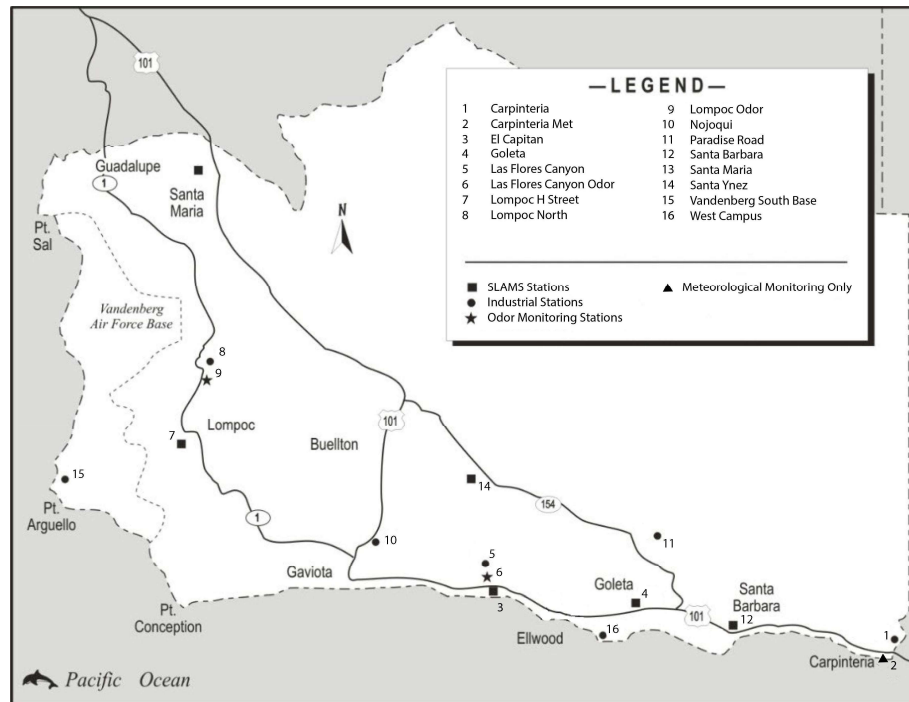 101
—LEGEND—
1 Carpinteria
2 Carpinteria Met
3 El Capitan
4 Goleta
5 Las Flores Canyon
6 Las Flores Canyon Odor
7 Lompoc H Street
8 Lompoc North
9 Lompoc Odor
10 Nojoqui
11 Paradise Road
12 Santa Barbara
13 Santa Maria
14 Santa Ynez
15 Vandenberg South Base
16 West Campus
SLAMS Stations
Industrial Stations
Odor Monitoring Stations
Meteorological Monitoring Only
Guadalupe
1
Santa
Maria
N
Pt.
Sal
Vandenberg
Air Force Base
8
9
Lompoc
7
Buellton
101
15
14
Pt.
Arguello
154
1
10
11
5
6
Gaviota
3
Goleta
4
Santa
Barbara
Pt.
Conception
101
12
Ellwood
16
1
Carpinteria
2
Pacific Ocean